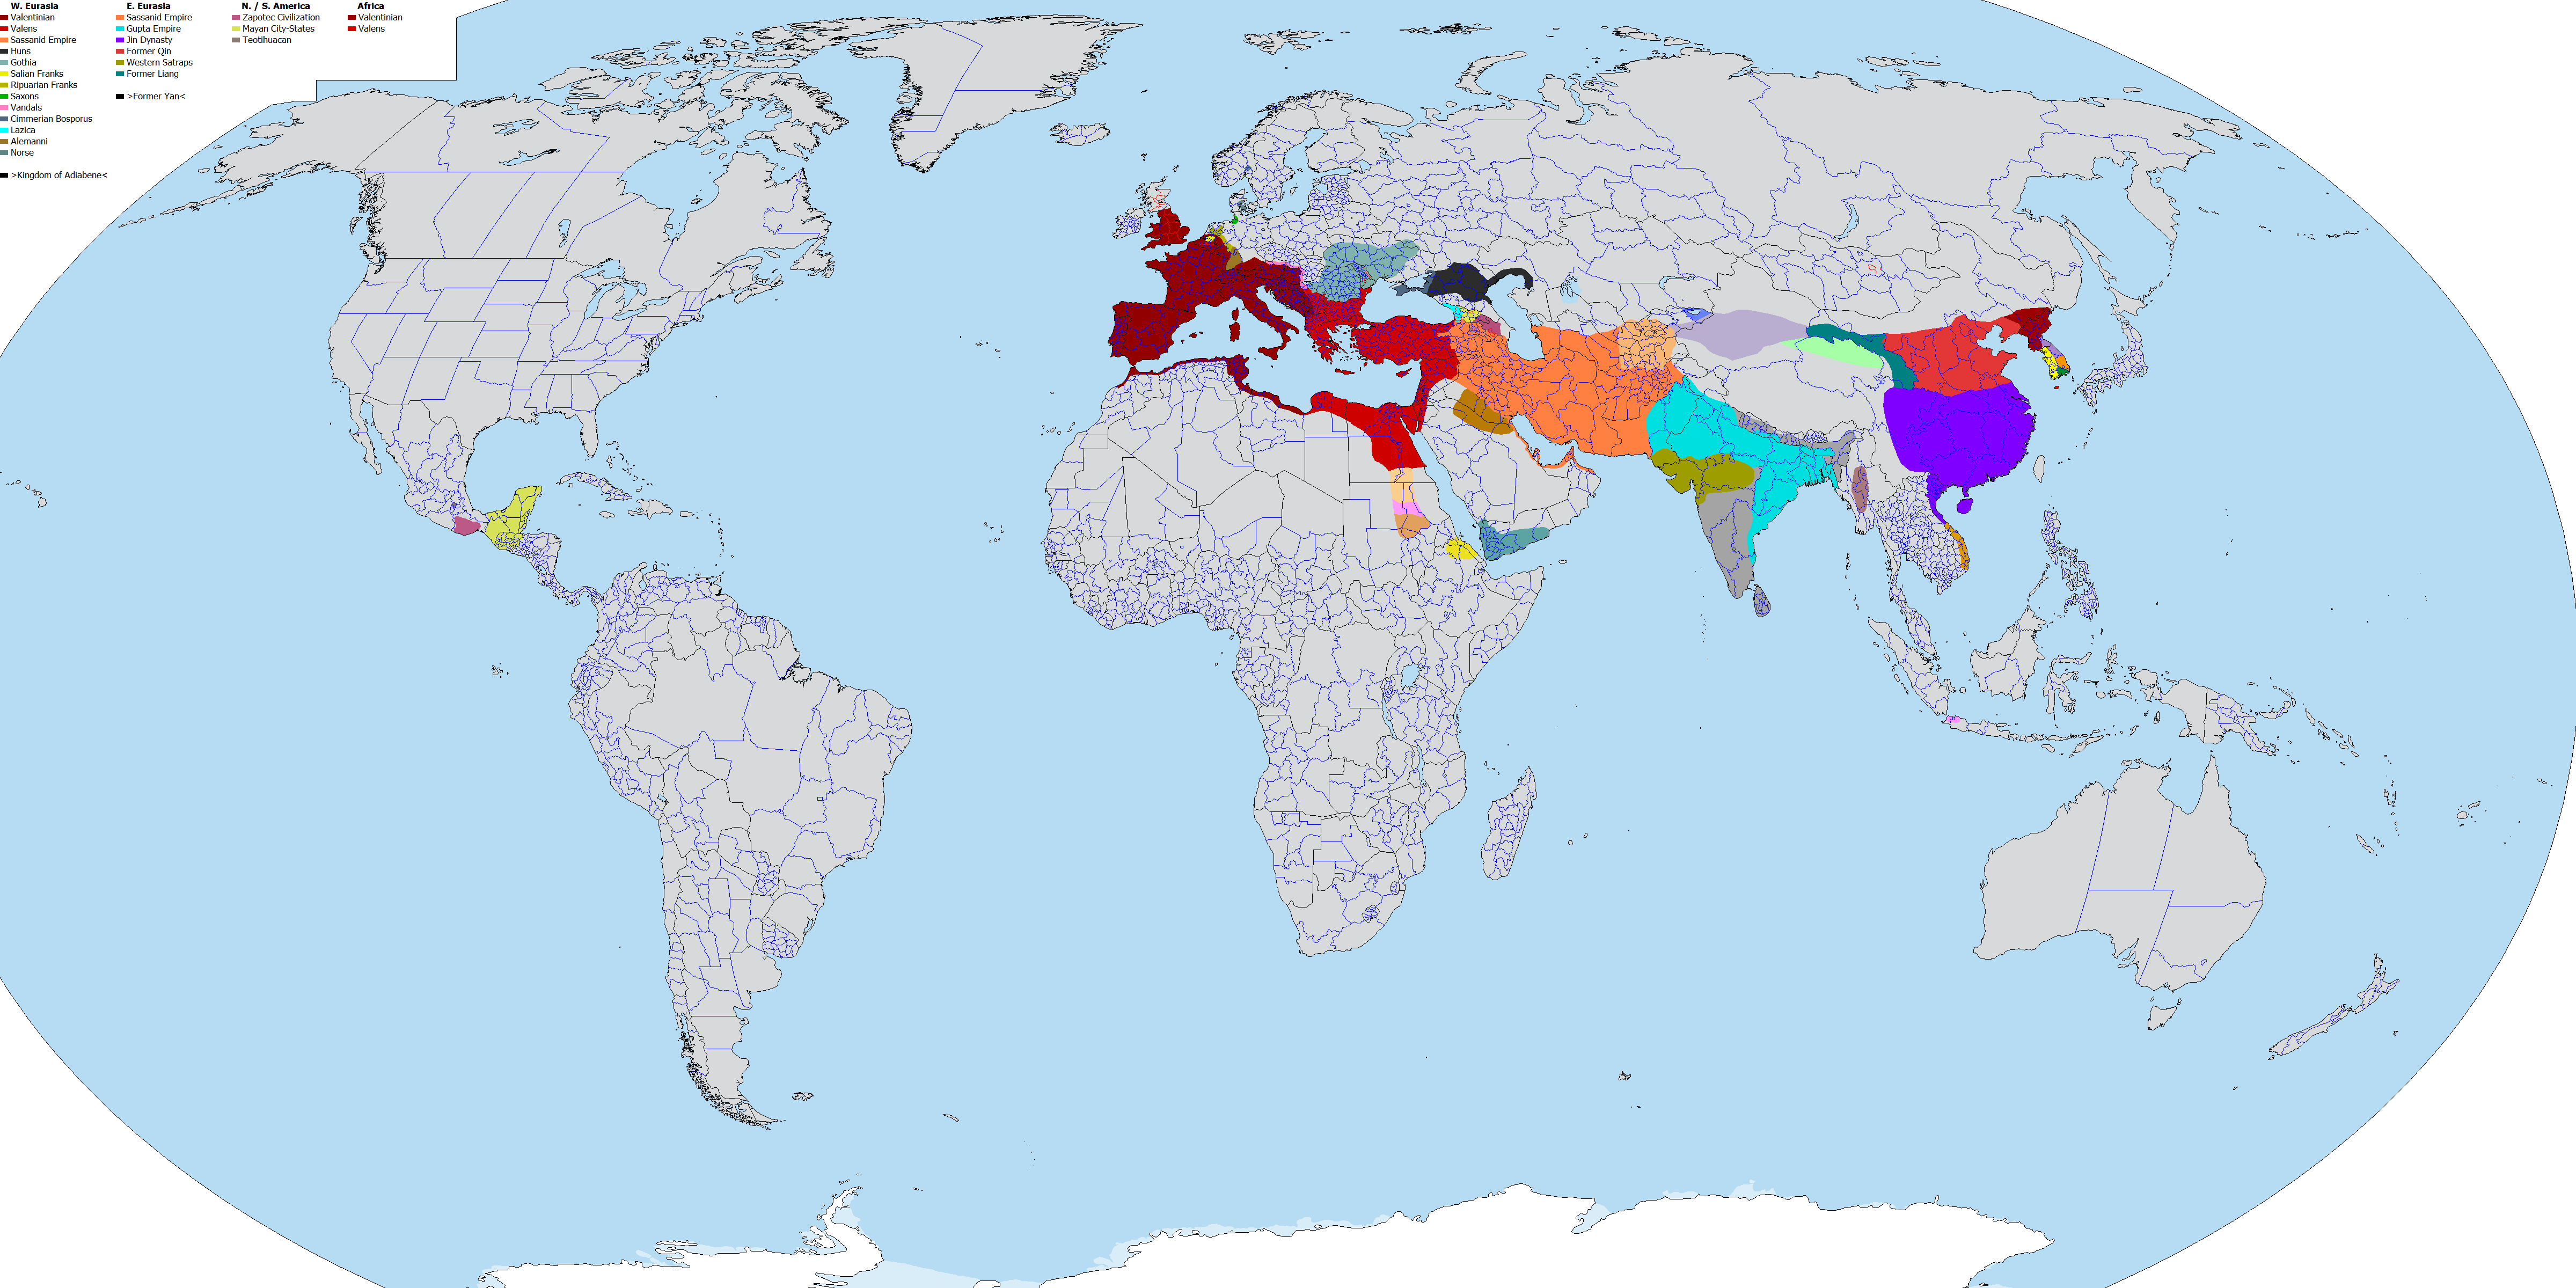 W. Eurasia
Valentinian
Valens
Sassanid Empire
Huns
Gothia
Salian Franks
Ripuarian Franks
Saxons
Vandals
Cimmerian Bosporus
Lazica
Alemanni
Norse
>Kingdom of Adiabene<
E. Eurasia
Sassanid Empire
Gupta Empire
Jin Dynasty
Former Qin
Western Satraps
Former Liang
>Former Yan<
N. / S. America
Zapotec Civilization
Mayan City-States
Teotihuacan
Africa
Valentinian
Valens